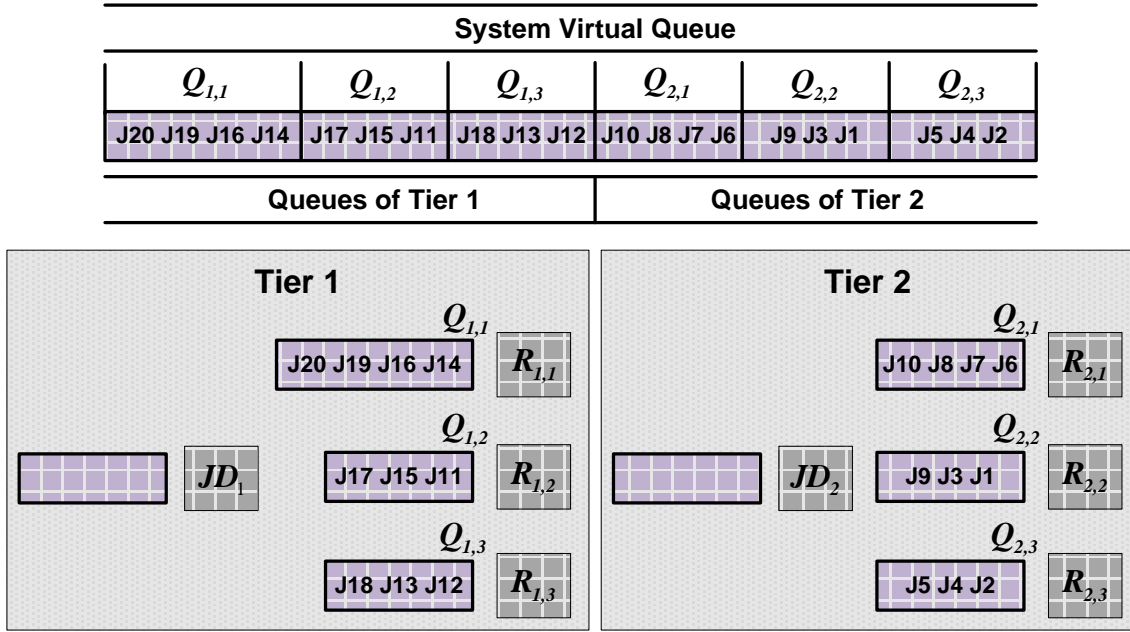 System Virtual Queue
Q1,1 Q1,2 Q1,3 Q2,1 Q2,2 Q2,3
J20 J19 J16 J14 J17 J15 J11 J18 J13 J12 J10 J8 J7 J6 J9 J3 J1 J5 J4 J2
Queues of Tier 1 Queues of Tier 2
Tier 1
Q1,1
J20 J19 J16 J14 R1,1
Q1,2
JD1 J17 J15 J11 R1,2
Q1,3
J18 J13 J12 R1,3
Tier 2
Q2,1
J10 J8 J7 J6 R2,1
Q2,2
JD2 J9 J3 J1 R2,2
Q2,3
J5 J4 J2 R2,3